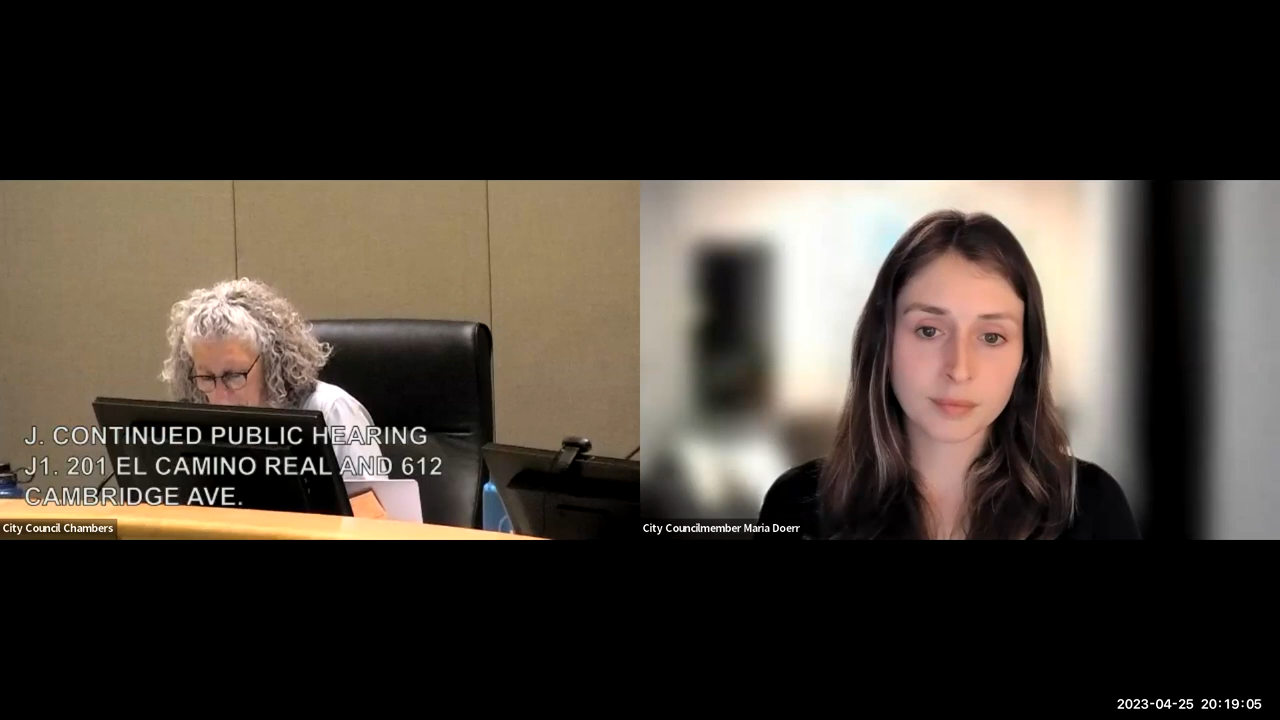 J. CONTINUED PUBLIC HEARING
J1. 201 EL CAMINO REAL AND 612
CAMBRIDGE AVE.
City Council Chambers
City Councilmember Maria Doerr
2023-04-25 20:19:05